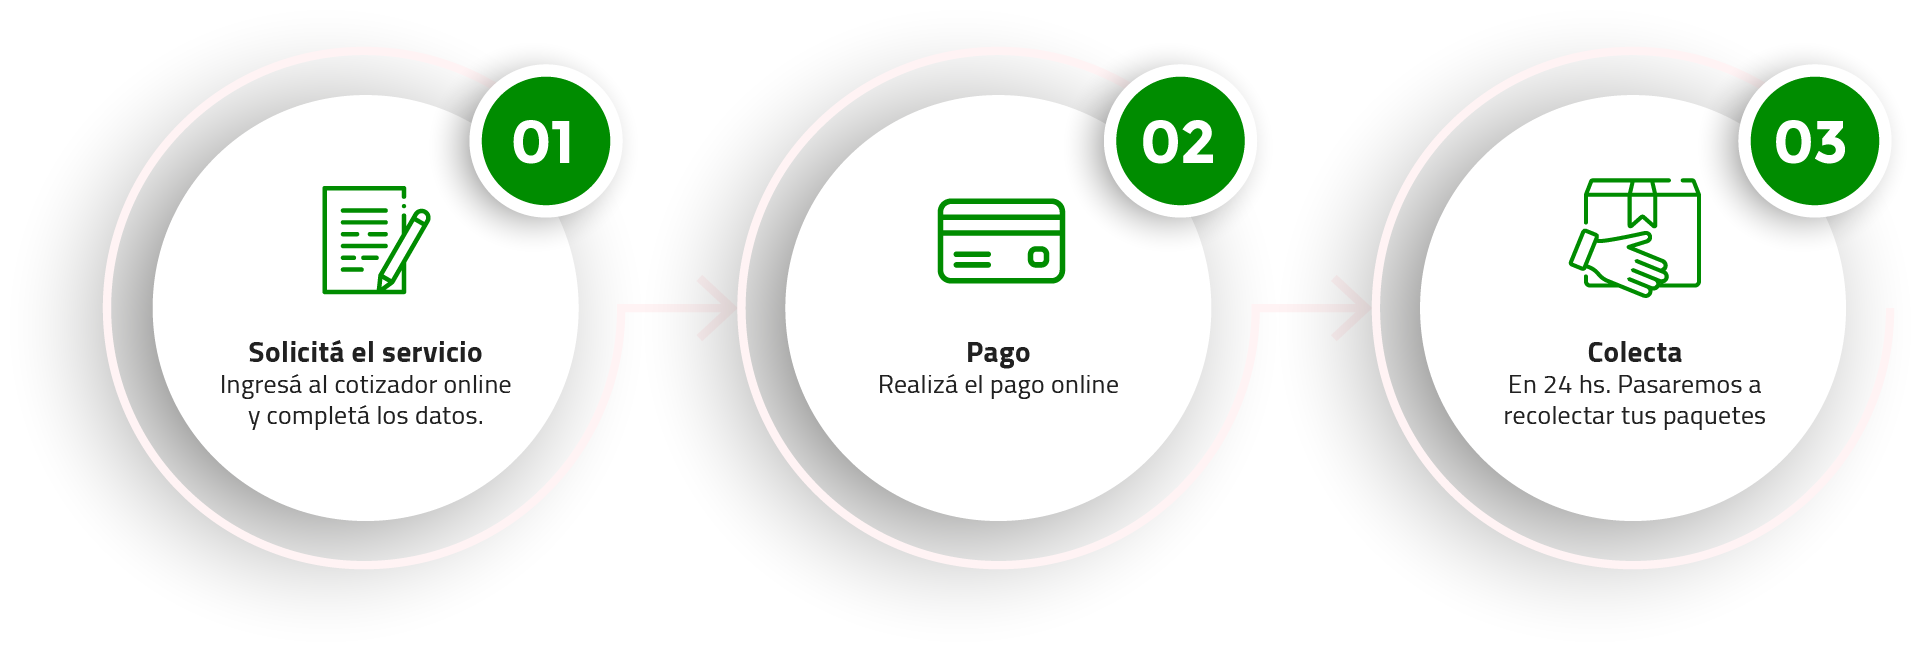 01
Solicitá el servicio
Ingresá al cotizador online
y completá los datos.
02
Pago
Realizá el pago online
03
Colecta
En 24 hs. Pasaremos a
recolectar tus paquetes